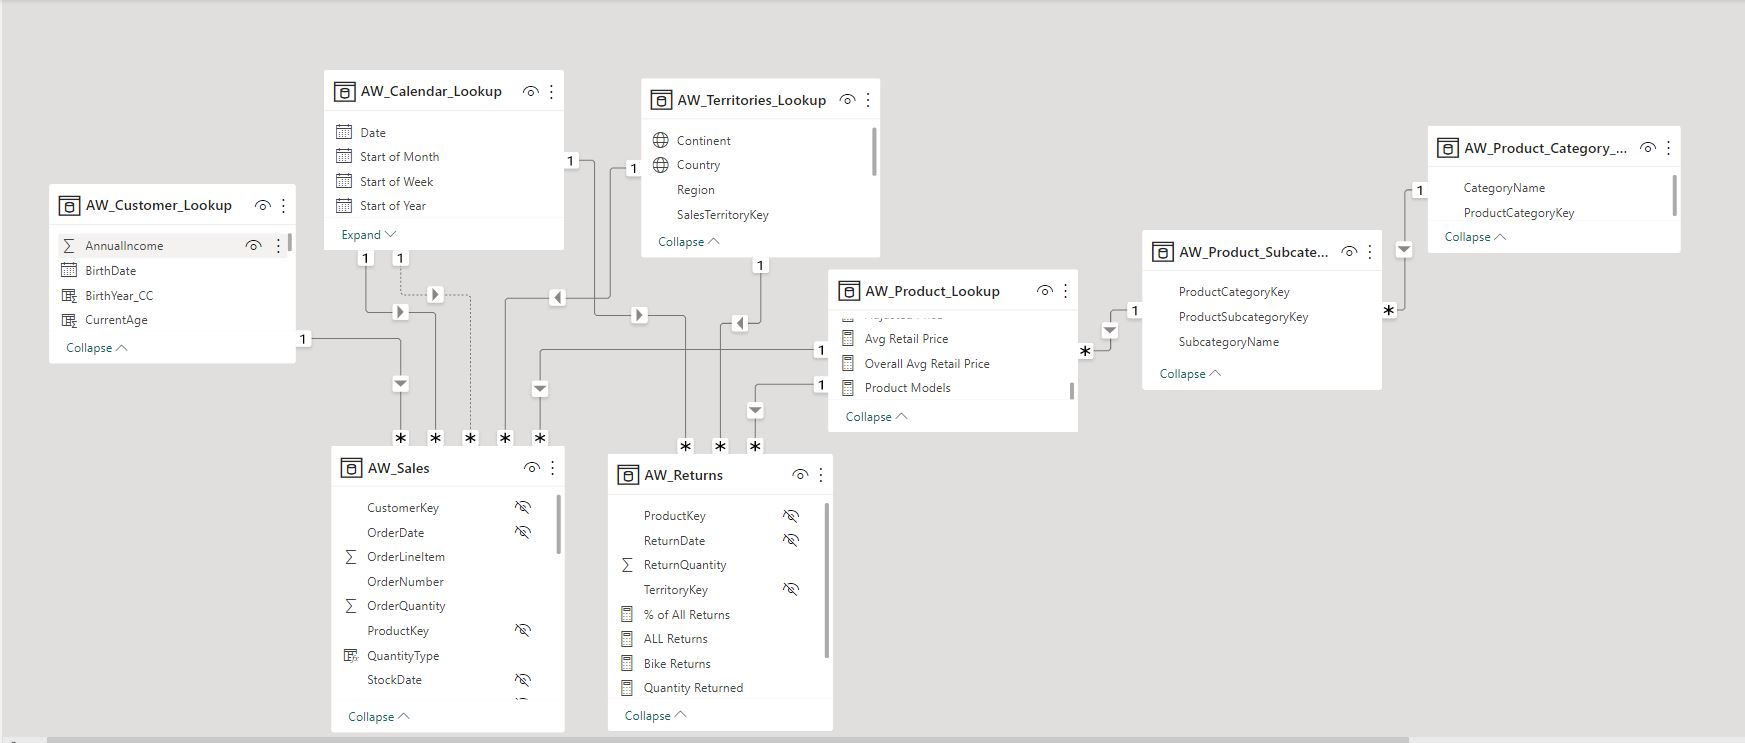 AW_Calendar_Lookup
Date
Start of Month
Start of Week
Start of Year
Expand
1
1
1
AW_Territories_Lookup
Continent
Country
Region
SalesTerritoryKey
Collapse
1
1
AW_Product_Category_...
CategoryName
ProductCategoryKey
Collapse
1
AW_Customer_Lookup
AnnualIncome
BirthDate
BirthYear_CC
CurrentAge
Collapse
1
AW_Product_Subcate...
ProductCategoryKey
ProductSubcategoryKey
SubcategoryName
Collapse
1
*
AW_Product_Lookup
Avg Retail Price
Overall Avg Retail Price
Product Models
Collapse
1
1
*
* * * * *
AW_Sales
CustomerKey
OrderDate
OrderLineItem
OrderNumber
OrderQuantity
ProductKey
QuantityType
StockDate
Collapse
* * *
AW_Returns
ProductKey
ReturnDate
ReturnQuantity
TerritoryKey
% of All Returns
ALL Returns
Bike Returns
Quantity Returned
Collapse